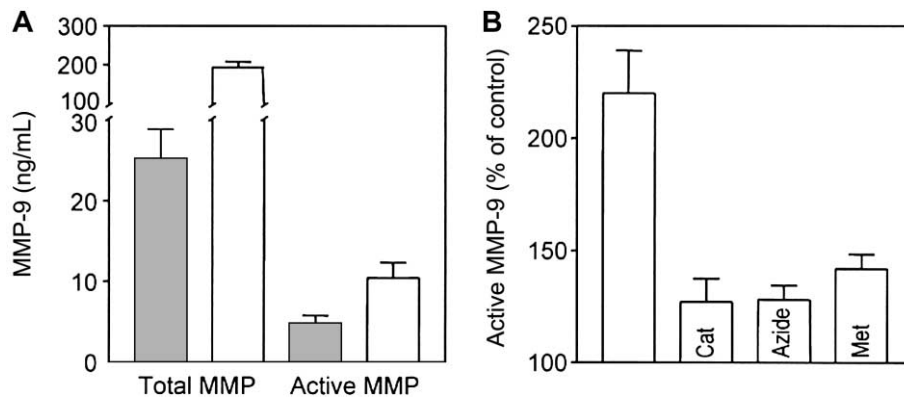 A
MMP-9 (ng/mL)
300
200
100
30
20
10
0
Total MMP
Active MMP
B
Active MMP-9 (% of control)
250
200
150
100
Cat
Azide
Met